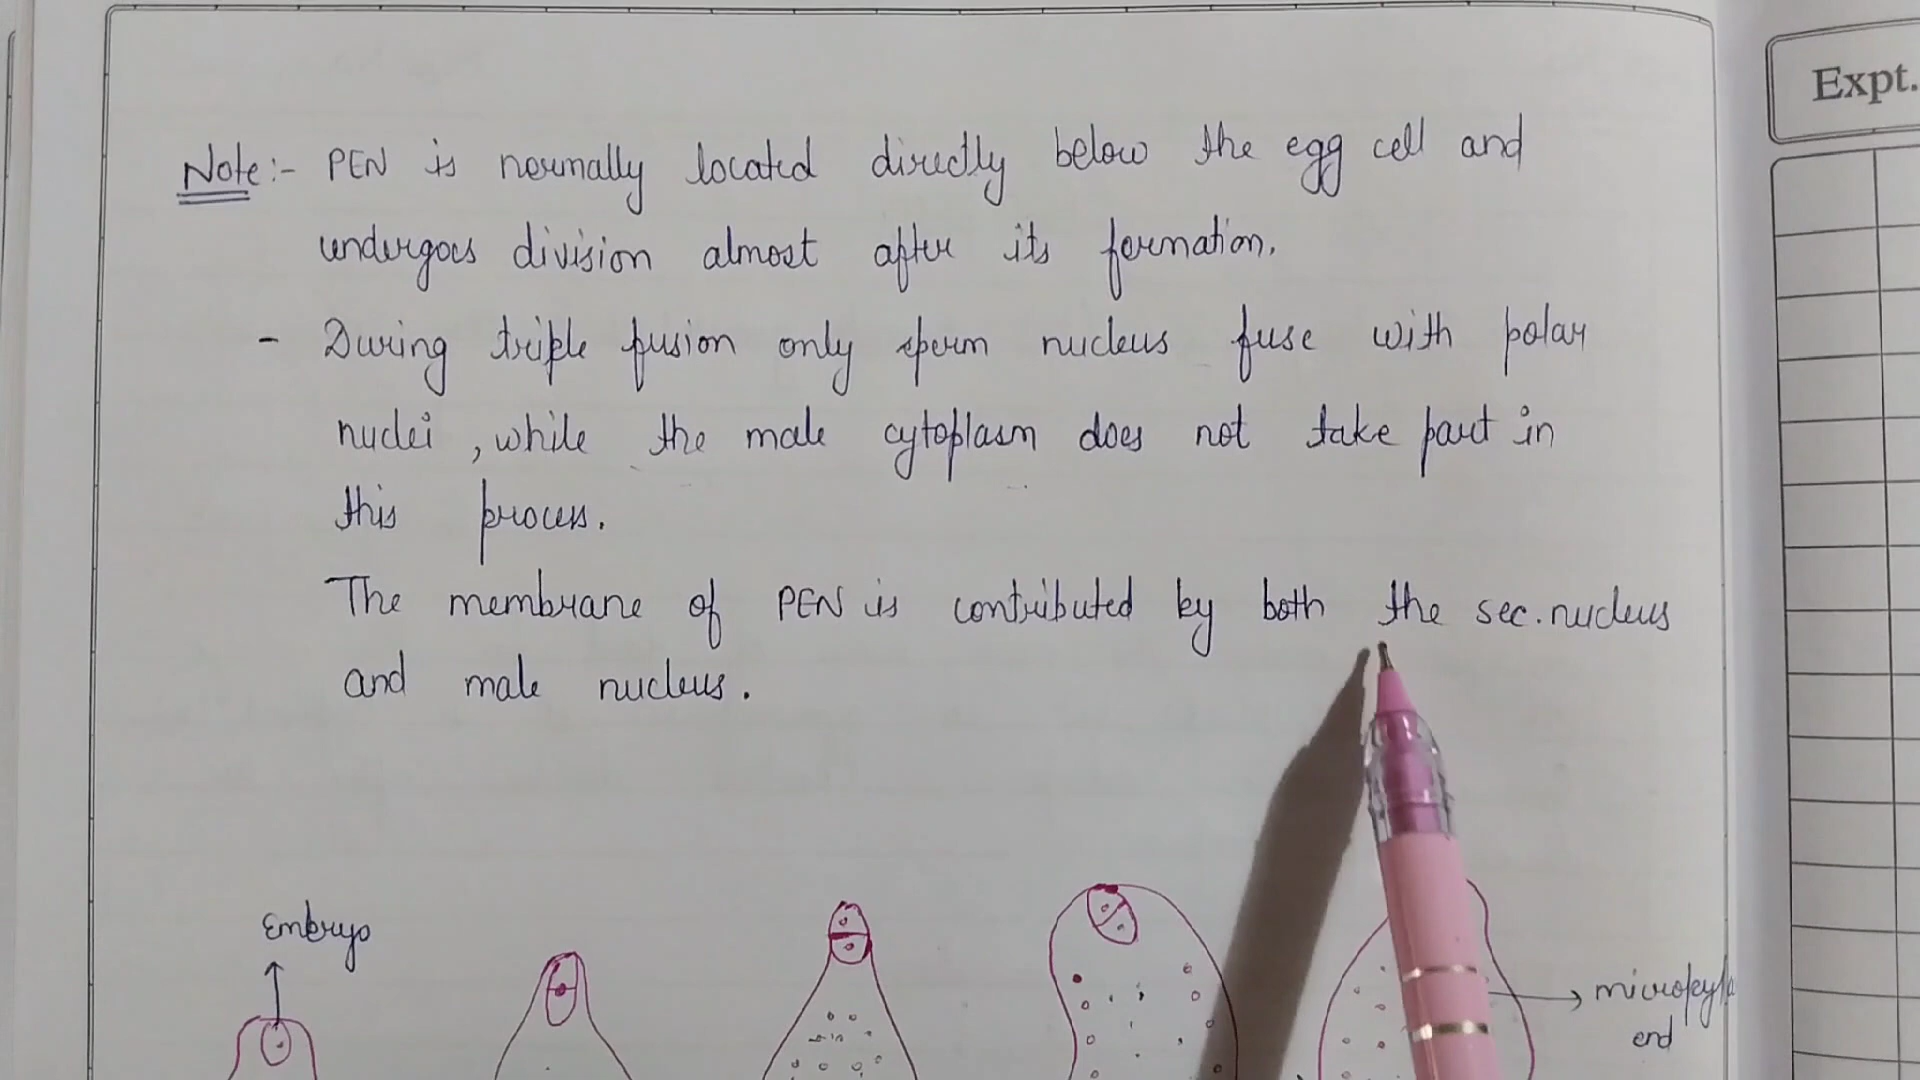 Expt.
Note:- PEN is normally located directly below the egg cell and
undergoes division almost after its formation.
- During triple fusion only sperm nucleus fuse with polar
nuclei, while the male cytoplasm does not take part in
this process.
The membrane of PEN is contributed by both the sec. nucleus
and male nucleus.
Embryo
end